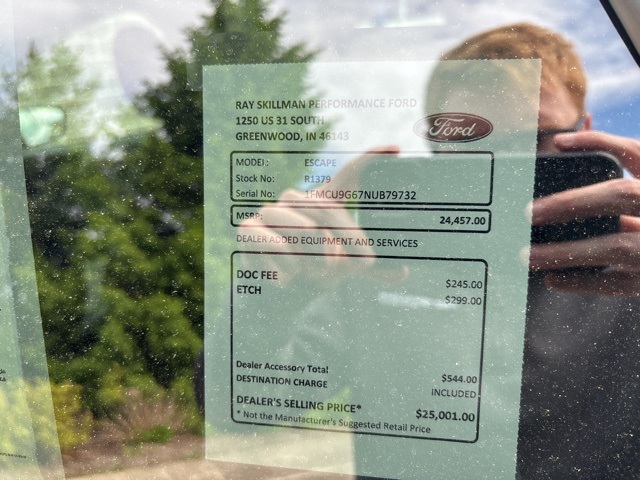 RAY SKILLMAN PERFORMANCE FORD
1250 US 31 SOUTH
GREENWOOD, IN 46143
Ford
MODEL: ESCAPE
Stock No: R1379
Serial No: 1FMCU9G67NUB79732
MSRP: 24,457.00
DEALER ADDED EQUIPMENT AND SERVICES
DOC FEE $245.00
ETCH $299.00
Dealer Accessory Total $544.00
DESTINATION CHARGE INCLUDED
DEALER'S SELLING PRICE* $25,001.00
* Not the Manufacturer's Suggested Retail Price